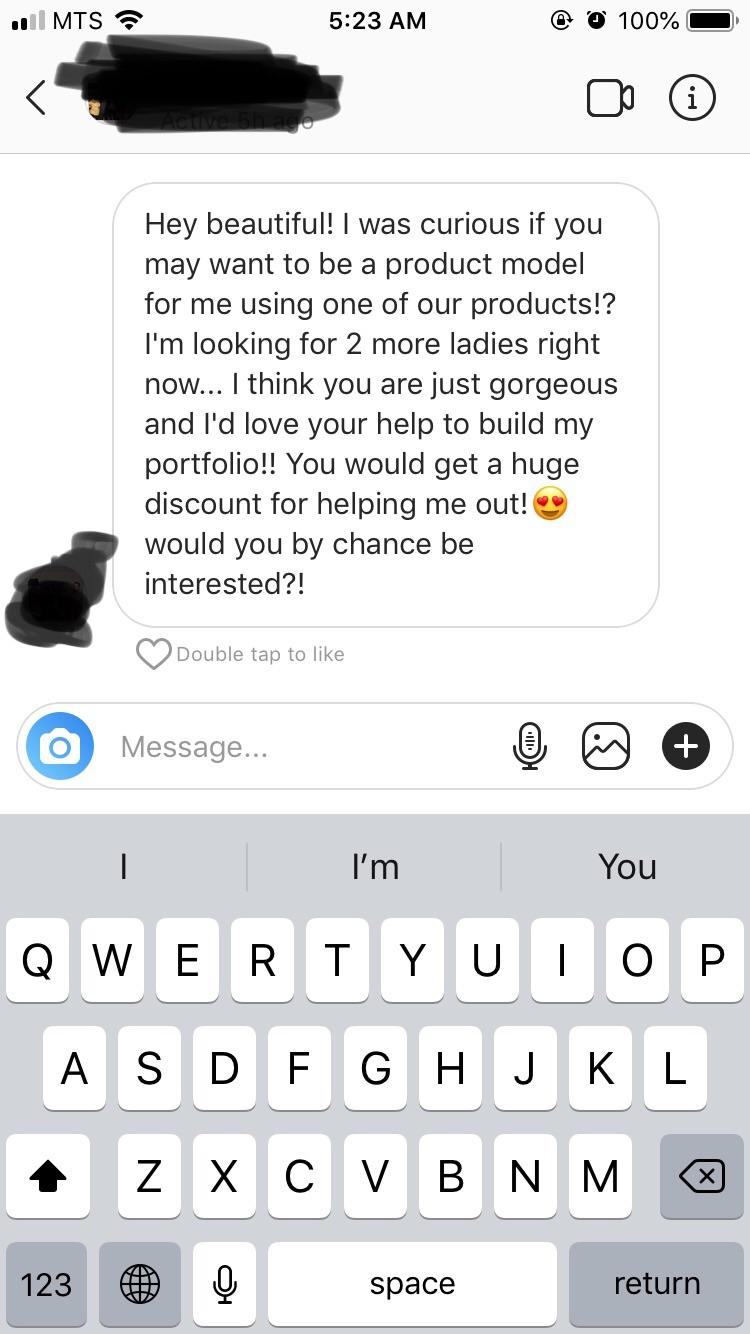 MTS 5:23 AM 100%
Active 5h ago
Hey beautiful! I was curious if you
may want to be a product model
for me using one of our products!?
I'm looking for 2 more ladies right
now... I think you are just gorgeous
and I'd love your help to build my
portfolio!! You would get a huge
discount for helping me out!😍
would you by chance be
interested?!
Double tap to like
Message...
I I’m You
Q W E R T Y U I O P
A S D F G H J K L
Z X C V B N M
123 space return